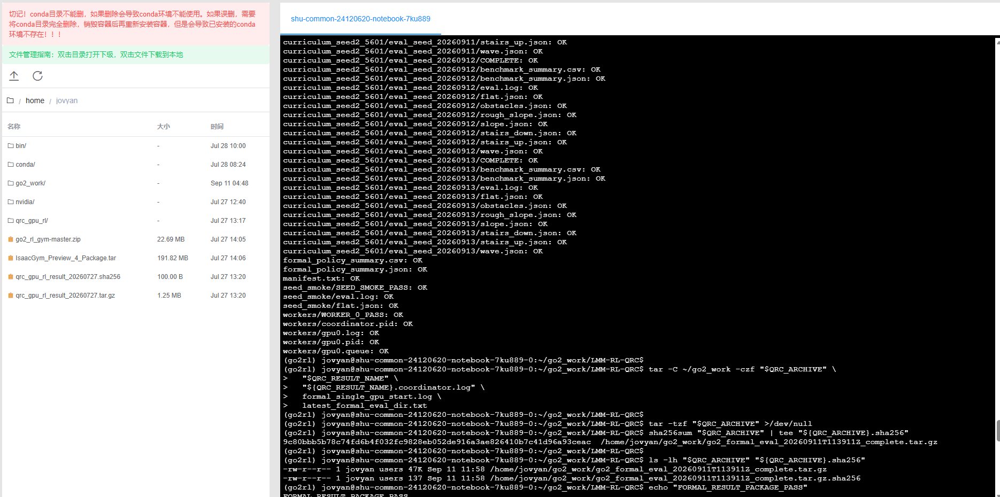 切记！conda目录不能删，如果删除会导致conda环境不能使用。如果误删，需要
将conda目录完全删除，销毁容器后再重新安装容器，但是会导致已安装的conda
环境不存在！！！
文件管理指南：双击目录打开下级，双击文件下载到本地
/ home / jovyan
名称 大小 时间
bin/ - Jul 28 10:00
conda/ - Jul 28 08:24
go2_work/ - Sep 11 04:48
nvidia/ - Jul 27 12:40
qrc_gpu_rl/ - Jul 27 13:17
go2_rl_gym-master.zip 22.69 MB Jul 27 14:05
IsaacGym_Preview_4_Package.tar 191.82 MB Jul 27 14:06
qrc_gpu_rl_result_20260727.sha256 100.00 B Jul 27 13:20
qrc_gpu_rl_result_20260727.tar.gz 1.25 MB Jul 27 13:20
shu-common-24120620-notebook-7ku889
curriculum_seed2_5601/eval_seed_20260911/stairs_up.json: OK
curriculum_seed2_5601/eval_seed_20260911/wave.json: OK
curriculum_seed2_5601/eval_seed_20260912/COMPLETE: OK
curriculum_seed2_5601/eval_seed_20260912/benchmark_summary.csv: OK
curriculum_seed2_5601/eval_seed_20260912/benchmark_summary.json: OK
curriculum_seed2_5601/eval_seed_20260912/eval.log: OK
curriculum_seed2_5601/eval_seed_20260912/flat.json: OK
curriculum_seed2_5601/eval_seed_20260912/obstacles.json: OK
curriculum_seed2_5601/eval_seed_20260912/rough_slope.json: OK
curriculum_seed2_5601/eval_seed_20260912/slope.json: OK
curriculum_seed2_5601/eval_seed_20260912/stairs_down.json: OK
curriculum_seed2_5601/eval_seed_20260912/stairs_up.json: OK
curriculum_seed2_5601/eval_seed_20260912/wave.json: OK
curriculum_seed2_5601/eval_seed_20260913/COMPLETE: OK
curriculum_seed2_5601/eval_seed_20260913/benchmark_summary.csv: OK
curriculum_seed2_5601/eval_seed_20260913/benchmark_summary.json: OK
curriculum_seed2_5601/eval_seed_20260913/eval.log: OK
curriculum_seed2_5601/eval_seed_20260913/flat.json: OK
curriculum_seed2_5601/eval_seed_20260913/obstacles.json: OK
curriculum_seed2_5601/eval_seed_20260913/rough_slope.json: OK
curriculum_seed2_5601/eval_seed_20260913/slope.json: OK
curriculum_seed2_5601/eval_seed_20260913/stairs_down.json: OK
curriculum_seed2_5601/eval_seed_20260913/stairs_up.json: OK
curriculum_seed2_5601/eval_seed_20260913/wave.json: OK
formal_policy_summary.csv: OK
formal_policy_summary.json: OK
manifest.txt: OK
seed_smoke/SEED_SMOKE_PASS: OK
seed_smoke/eval.log: OK
seed_smoke/flat.json: OK
workers/WORKER_0_PASS: OK
workers/coordinator.pid: OK
workers/gpu0.log: OK
workers/gpu0.pid: OK
workers/gpu0.queue: OK
(go2rl) jovyan@shu-common-24120620-notebook-7ku889-0:~/go2_work/LMM-RL-QRC$
(go2rl) jovyan@shu-common-24120620-notebook-7ku889-0:~/go2_work/LMM-RL-QRC$ tar -C ~/go2_work -czf "$QRC_ARCHIVE" \
>   "$QRC_RESULT_NAME" \
>   "${QRC_RESULT_NAME}.coordinator.log" \
>   formal_single_gpu_start.log \
>   latest_formal_eval_dir.txt
(go2rl) jovyan@shu-common-24120620-notebook-7ku889-0:~/go2_work/LMM-RL-QRC$
(go2rl) jovyan@shu-common-24120620-notebook-7ku889-0:~/go2_work/LMM-RL-QRC$ tar -tzf "$QRC_ARCHIVE" >/dev/null
(go2rl) jovyan@shu-common-24120620-notebook-7ku889-0:~/go2_work/LMM-RL-QRC$ sha256sum "$QRC_ARCHIVE" | tee "${QRC_ARCHIVE}.sha256"
9c80bbb5b78c74fd6b4f032fc9828eb052de916a3ae826410b7c41d96a93ceac  /home/jovyan/go2_work/go2_formal_eval_20260911T113911Z_complete.tar.gz
(go2rl) jovyan@shu-common-24120620-notebook-7ku889-0:~/go2_work/LMM-RL-QRC$
(go2rl) jovyan@shu-common-24120620-notebook-7ku889-0:~/go2_work/LMM-RL-QRC$ ls -lh "$QRC_ARCHIVE" "${QRC_ARCHIVE}.sha256"
-rw-r--r-- 1 jovyan users 47K Sep 11 11:58 /home/jovyan/go2_work/go2_formal_eval_20260911T113911Z_complete.tar.gz
-rw-r--r-- 1 jovyan users 137 Sep 11 11:58 /home/jovyan/go2_work/go2_formal_eval_20260911T113911Z_complete.tar.gz.sha256
(go2rl) jovyan@shu-common-24120620-notebook-7ku889-0:~/go2_work/LMM-RL-QRC$ echo "FORMAL_RESULT_PACKAGE_PASS"
FORMAL_RESULT_PACKAGE_PASS